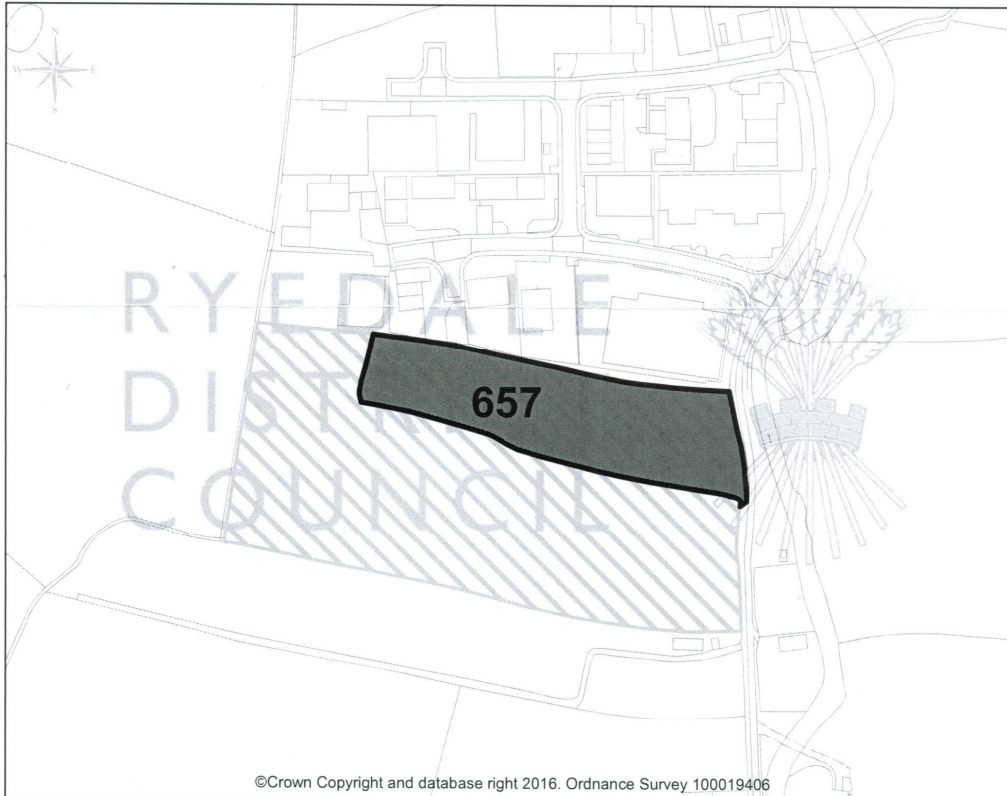 N
W E
RYEDALE
DISTRICT
COUNCIL
657
©Crown Copyright and database right 2016. Ordnance Survey 100019406